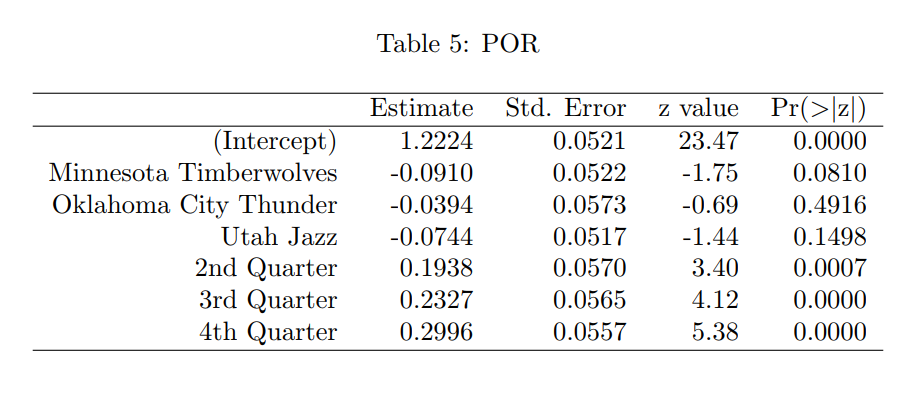 Table 5: POR
Estimate Std. Error z value Pr(>|z|)
(Intercept) 1.2224 0.0521 23.47 0.0000
Minnesota Timberwolves -0.0910 0.0522 -1.75 0.0810
Oklahoma City Thunder -0.0394 0.0573 -0.69 0.4916
Utah Jazz -0.0744 0.0517 -1.44 0.1498
2nd Quarter 0.1938 0.0570 3.40 0.0007
3rd Quarter 0.2327 0.0565 4.12 0.0000
4th Quarter 0.2996 0.0557 5.38 0.0000